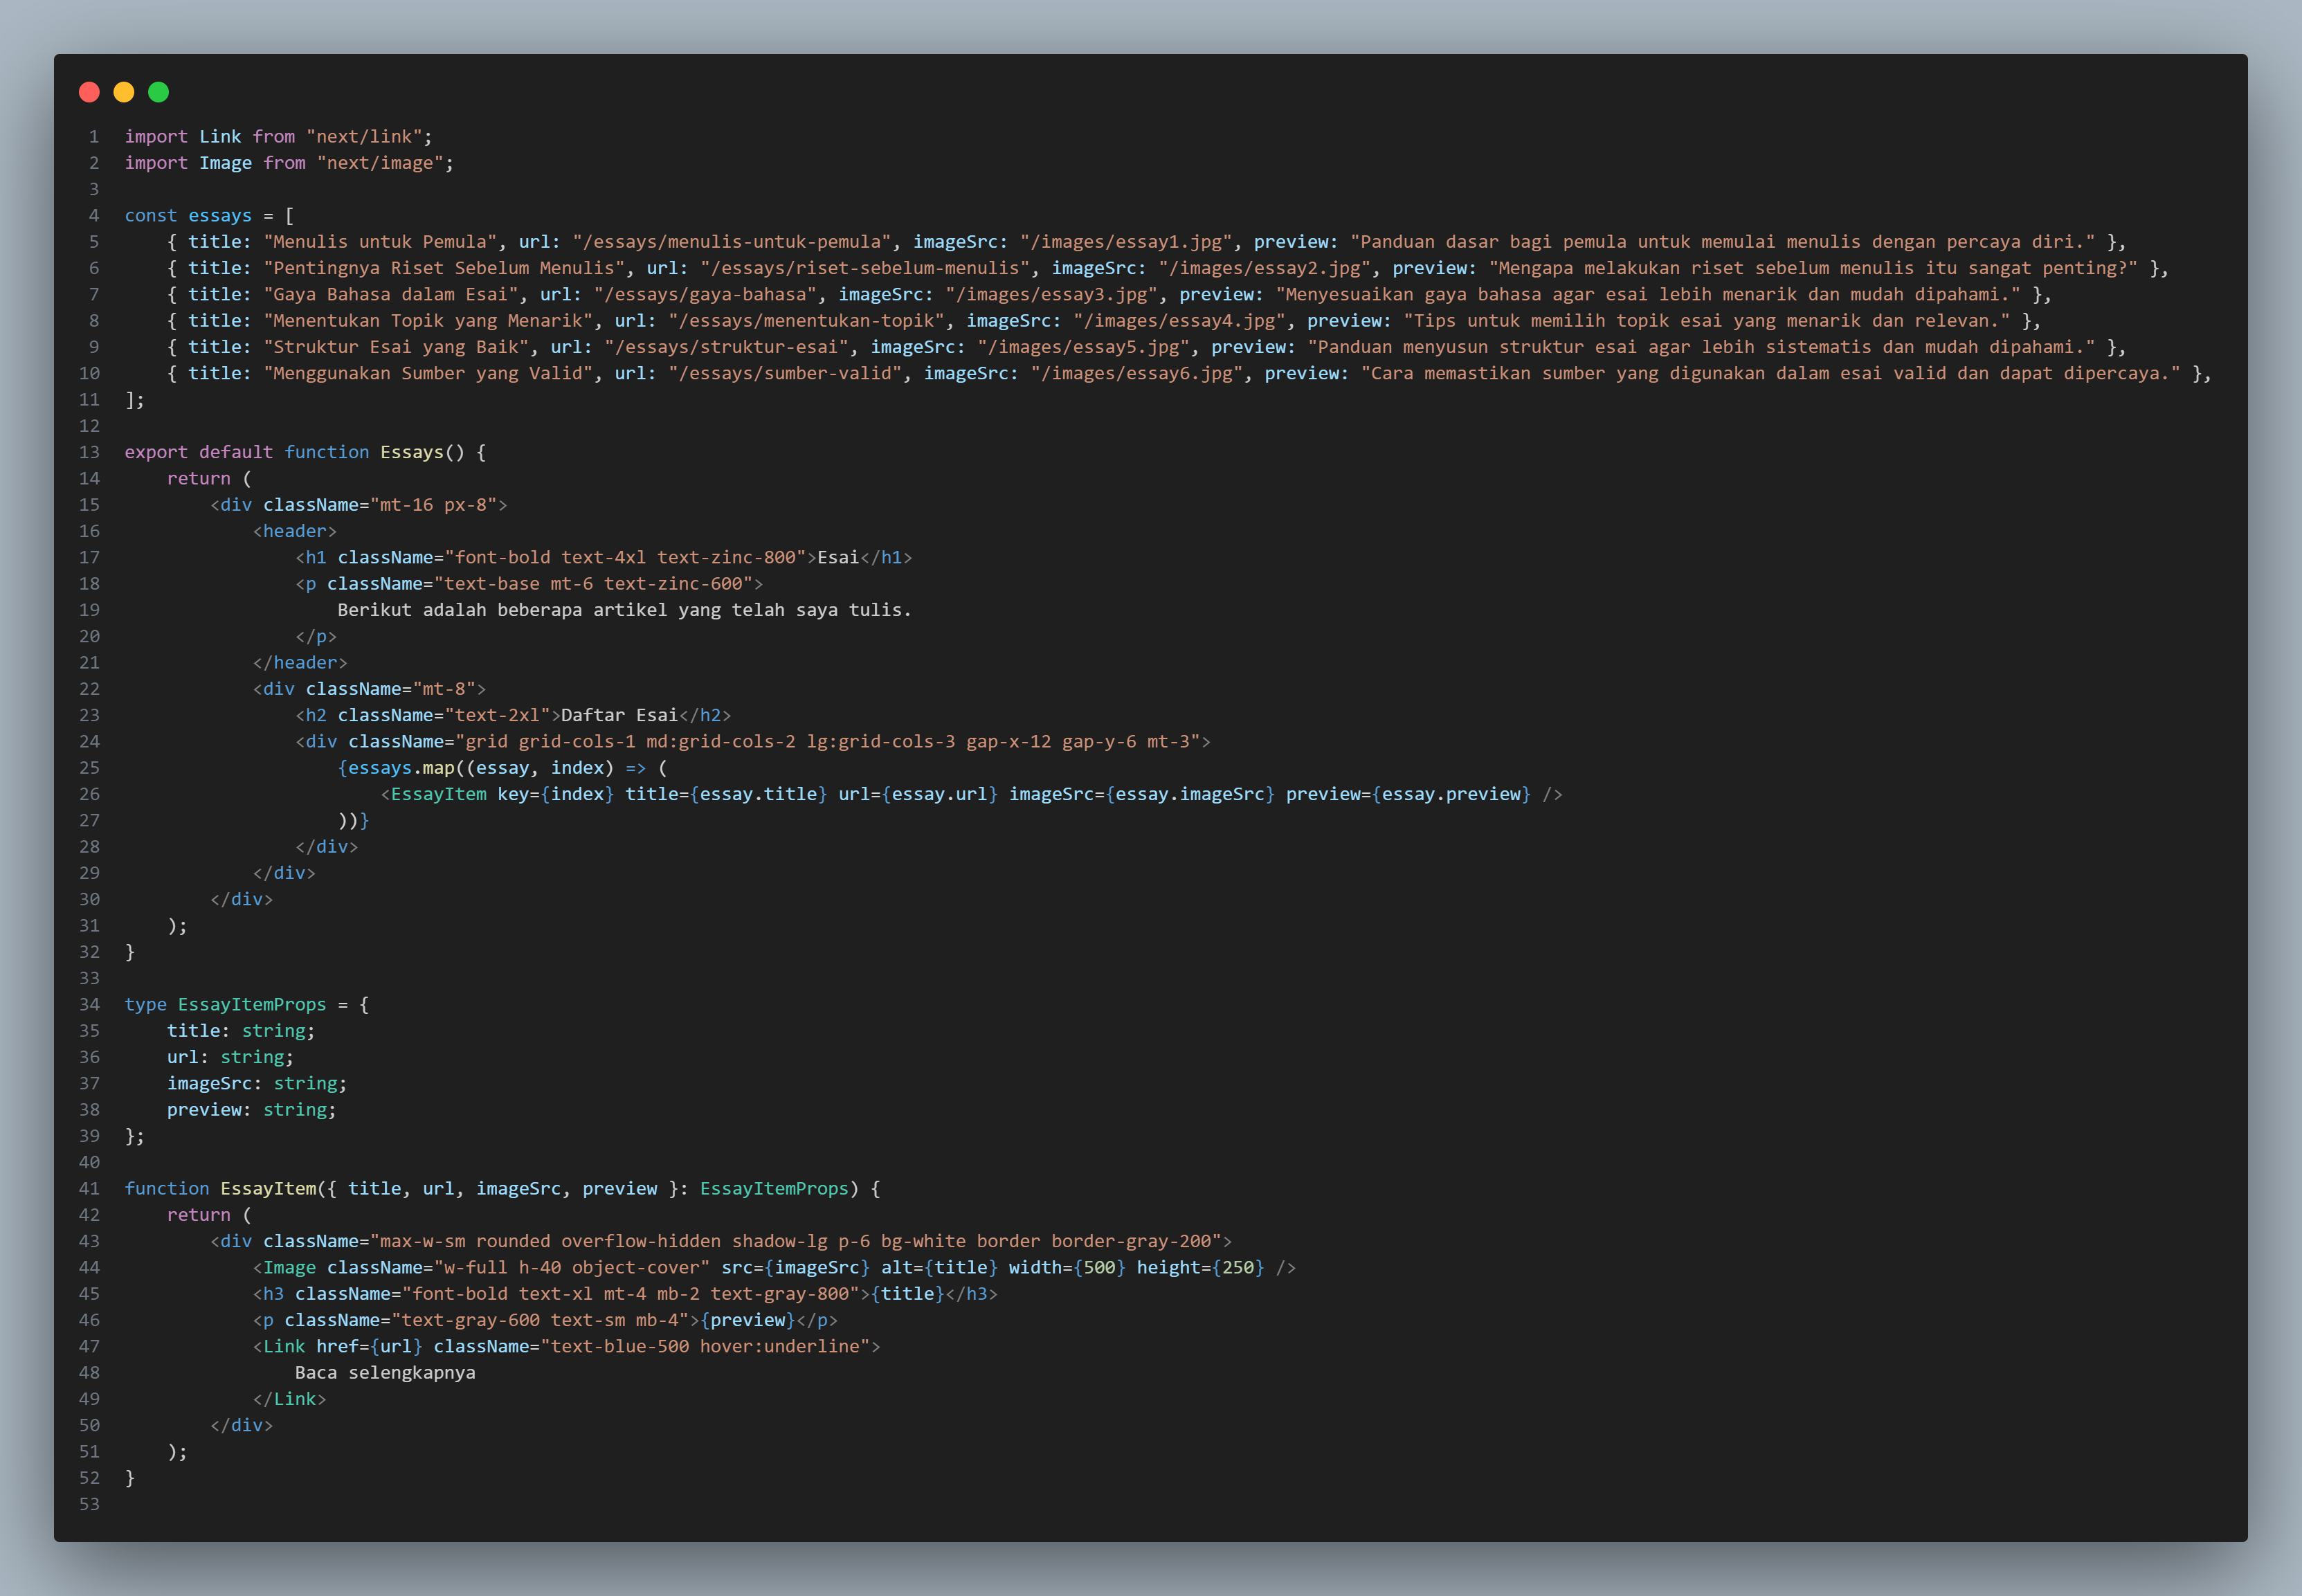 1 import Link from "next/link";
2 import Image from "next/image";
3
4 const essays = [
5     { title: "Menulis untuk Pemula", url: "/essays/menulis-untuk-pemula", imageSrc: "/images/essay1.jpg", preview: "Panduan dasar bagi pemula untuk memulai menulis dengan percaya diri." },
6     { title: "Pentingnya Riset Sebelum Menulis", url: "/essays/riset-sebelum-menulis", imageSrc: "/images/essay2.jpg", preview: "Mengapa melakukan riset sebelum menulis itu sangat penting?" },
7     { title: "Gaya Bahasa dalam Esai", url: "/essays/gaya-bahasa", imageSrc: "/images/essay3.jpg", preview: "Menyesuaikan gaya bahasa agar esai lebih menarik dan mudah dipahami." },
8     { title: "Menentukan Topik yang Menarik", url: "/essays/menentukan-topik", imageSrc: "/images/essay4.jpg", preview: "Tips untuk memilih topik esai yang menarik dan relevan." },
9     { title: "Struktur Esai yang Baik", url: "/essays/struktur-esai", imageSrc: "/images/essay5.jpg", preview: "Panduan menyusun struktur esai agar lebih sistematis dan mudah dipahami." },
10     { title: "Menggunakan Sumber yang Valid", url: "/essays/sumber-valid", imageSrc: "/images/essay6.jpg", preview: "Cara memastikan sumber yang digunakan dalam esai valid dan dapat dipercaya." },
11 ];
12
13 export default function Essays() {
14     return (
15         <div className="mt-16 px-8">
16             <header>
17                 <h1 className="font-bold text-4xl text-zinc-800">Esai</h1>
18                 <p className="text-base mt-6 text-zinc-600">
19                     Berikut adalah beberapa artikel yang telah saya tulis.
20                 </p>
21             </header>
22             <div className="mt-8">
23                 <h2 className="text-2xl">Daftar Esai</h2>
24                 <div className="grid grid-cols-1 md:grid-cols-2 lg:grid-cols-3 gap-x-12 gap-y-6 mt-3">
25                     {essays.map((essay, index) => (
26                         <EssayItem key={index} title={essay.title} url={essay.url} imageSrc={essay.imageSrc} preview={essay.preview} />
27                     ))}
28                 </div>
29             </div>
30         </div>
31     );
32 }
33
34 type EssayItemProps = {
35     title: string;
36     url: string;
37     imageSrc: string;
38     preview: string;
39 };
40
41 function EssayItem({ title, url, imageSrc, preview }: EssayItemProps) {
42     return (
43         <div className="max-w-sm rounded overflow-hidden shadow-lg p-6 bg-white border border-gray-200">
44             <Image className="w-full h-40 object-cover" src={imageSrc} alt={title} width={500} height={250} />
45             <h3 className="font-bold text-xl mt-4 mb-2 text-gray-800">{title}</h3>
46             <p className="text-gray-600 text-sm mb-4">{preview}</p>
47             <Link href={url} className="text-blue-500 hover:underline">
48                 Baca selengkapnya
49             </Link>
50         </div>
51     );
52 }
53